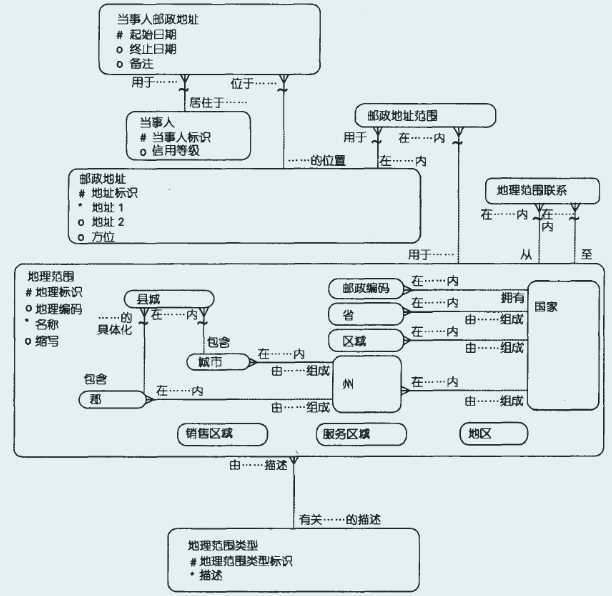 当事人邮政地址
# 起始日期
o 终止日期
o 备注
用于……
位于……
居住于……
当事人
# 当事人标识
o 信用等级
邮政地址范围
用于
在……内
……的位置
在……内
邮政地址
# 地址标识
* 地址 1
o 地址 2
o 方位
地理范围联系
在……内
在……内
用于……
从
至
地理范围
# 地理标识
o 地理编码
* 名称
o 缩写
县城
……的具体化
在……内
包含
城市
在……内
由……组成
包含
郡
在……内
由……组成
邮政编码
在……内
拥有
省
在……内
由……组成
区域
在……内
由……组成
州
在……内
由……组成
国家
销售区域
服务区域
地区
由……描述
有关……的描述
地理范围类型
# 地理范围类型标识
* 描述